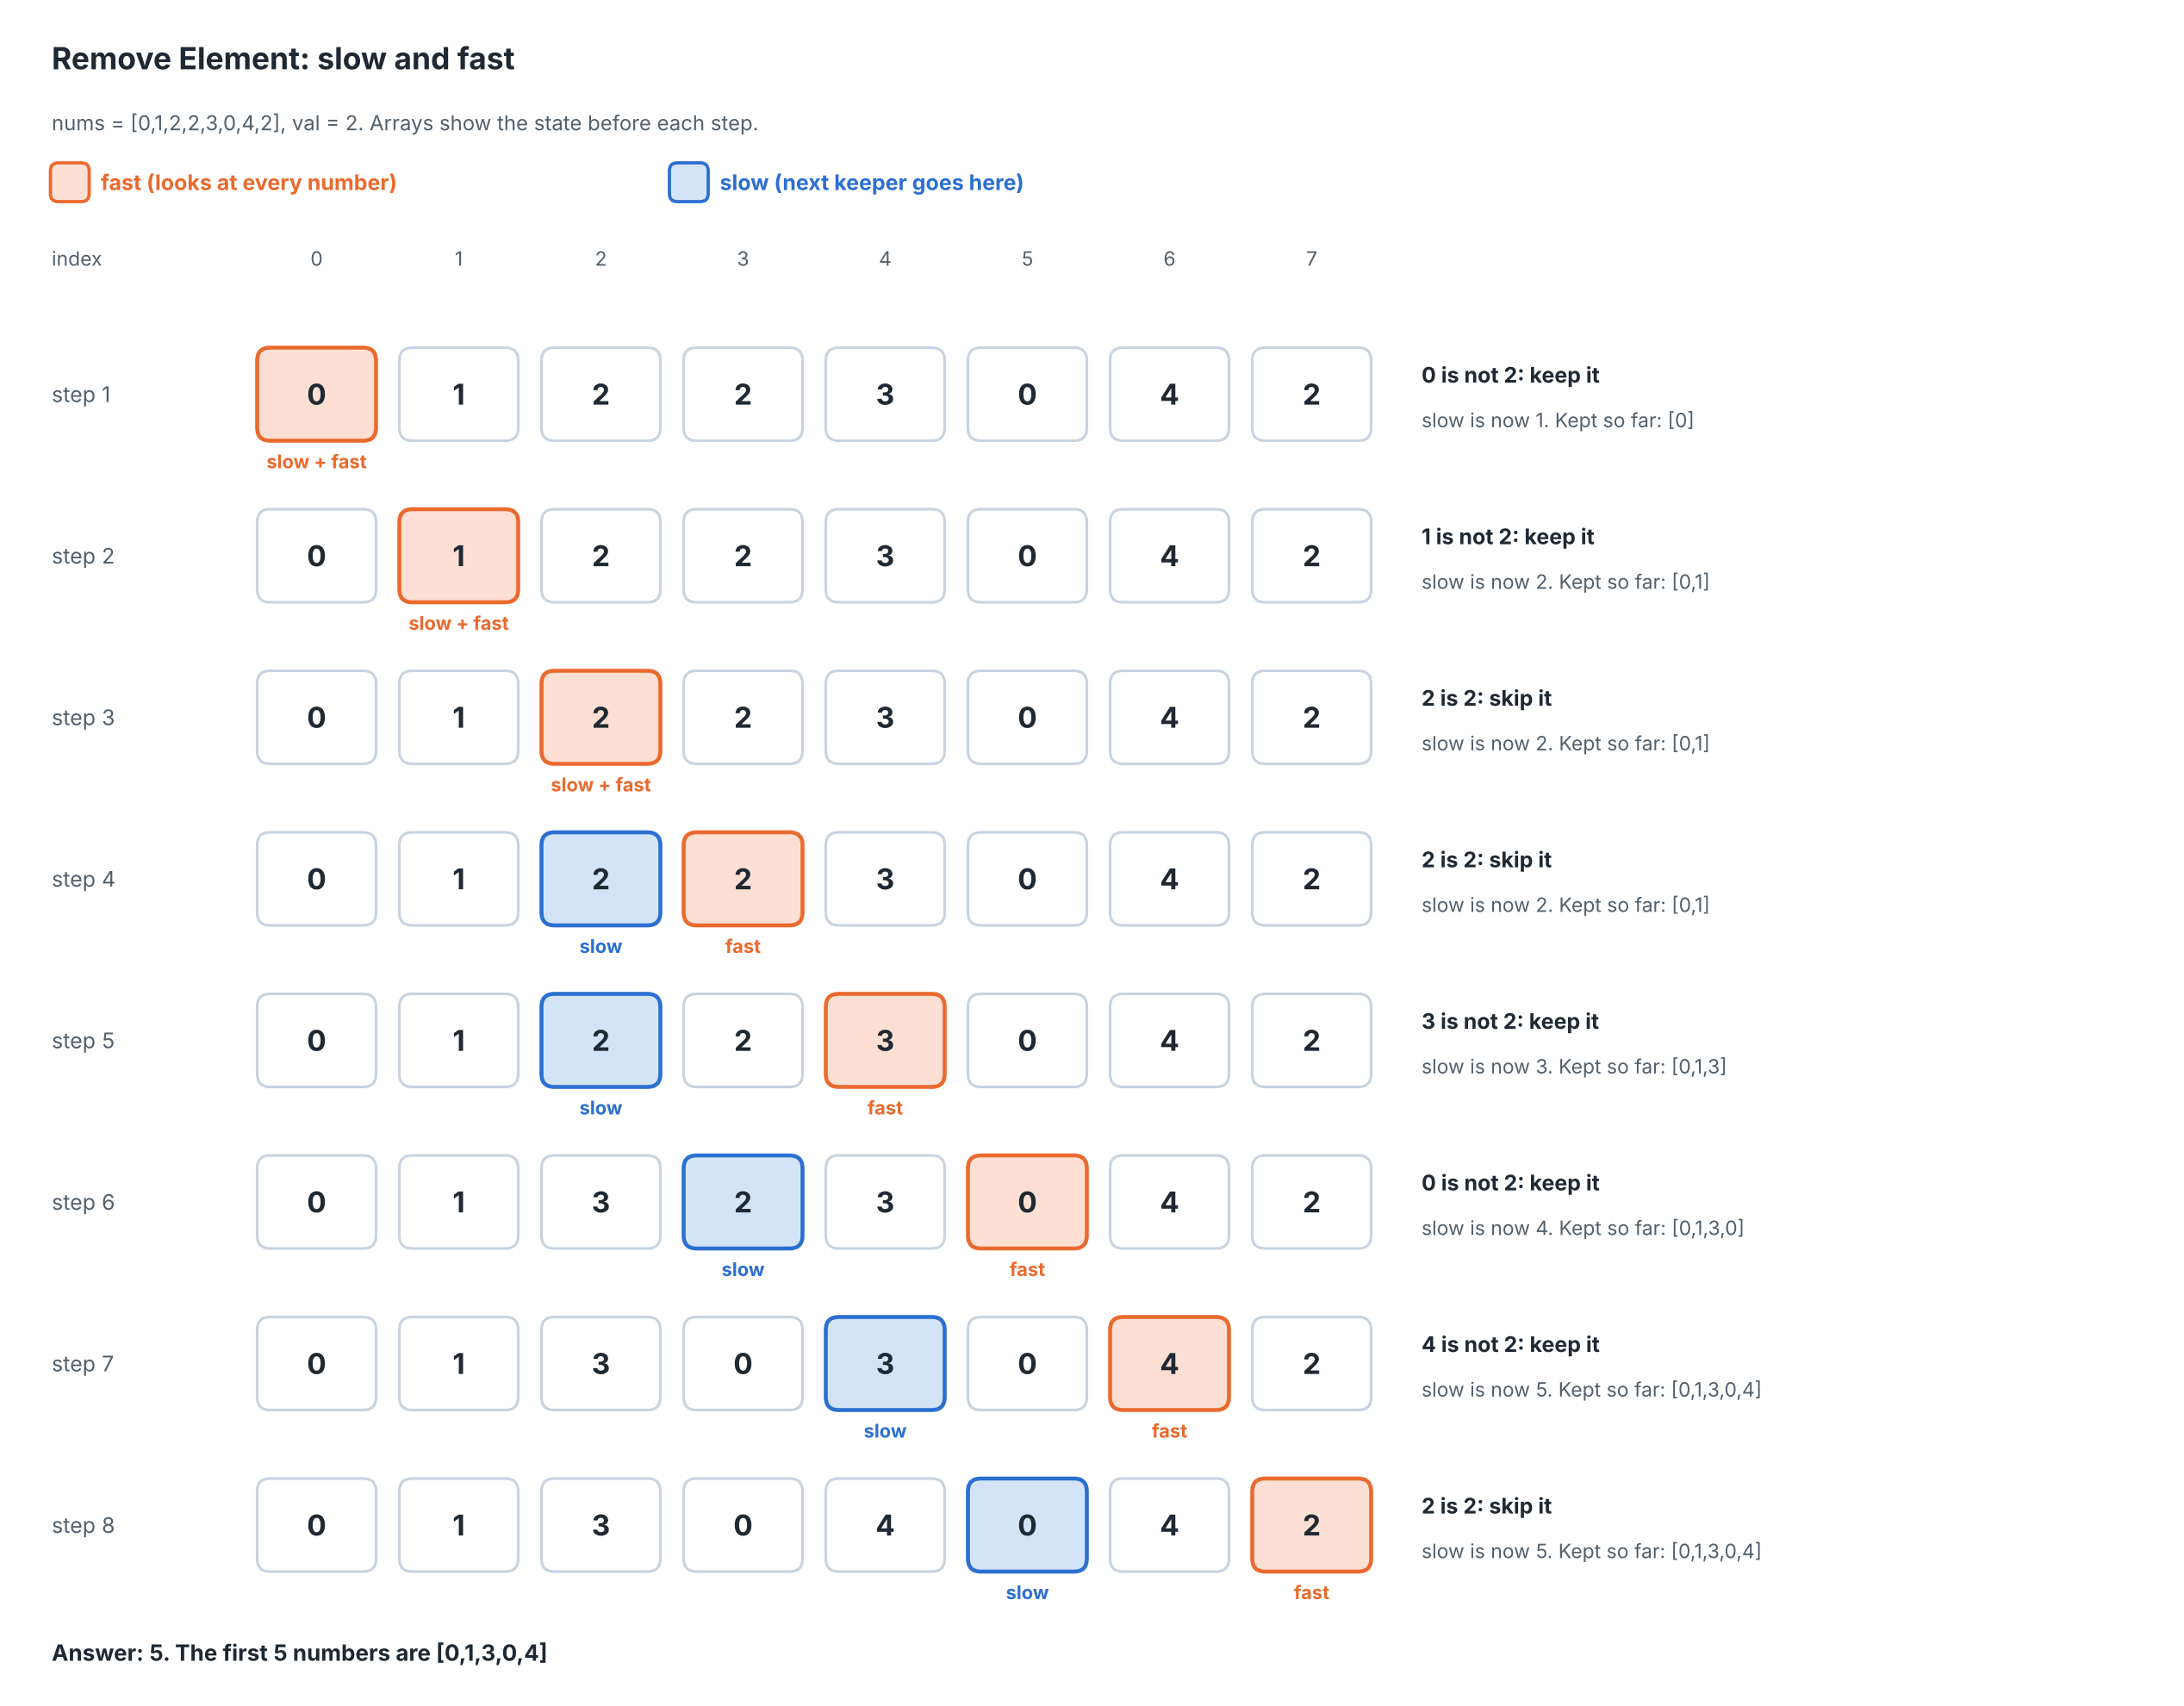 Remove Element: slow and fast
nums = [0,1,2,2,3,0,4,2], val = 2. Arrays show the state before each step.
fast (looks at every number) slow (next keeper goes here)
index 0 1 2 3 4 5 6 7
step 1 0 1 2 2 3 0 4 2
0 is not 2: keep it
slow is now 1. Kept so far: [0]
slow + fast
step 2 0 1 2 2 3 0 4 2
1 is not 2: keep it
slow is now 2. Kept so far: [0,1]
slow + fast
step 3 0 1 2 2 3 0 4 2
2 is 2: skip it
slow is now 2. Kept so far: [0,1]
slow + fast
step 4 0 1 2 2 3 0 4 2
2 is 2: skip it
slow is now 2. Kept so far: [0,1]
slow fast
step 5 0 1 2 2 3 0 4 2
3 is not 2: keep it
slow is now 3. Kept so far: [0,1,3]
slow fast
step 6 0 1 3 2 3 0 4 2
0 is not 2: keep it
slow is now 4. Kept so far: [0,1,3,0]
slow fast
step 7 0 1 3 0 3 0 4 2
4 is not 2: keep it
slow is now 5. Kept so far: [0,1,3,0,4]
slow fast
step 8 0 1 3 0 4 0 4 2
2 is 2: skip it
slow is now 5. Kept so far: [0,1,3,0,4]
slow fast
Answer: 5. The first 5 numbers are [0,1,3,0,4]